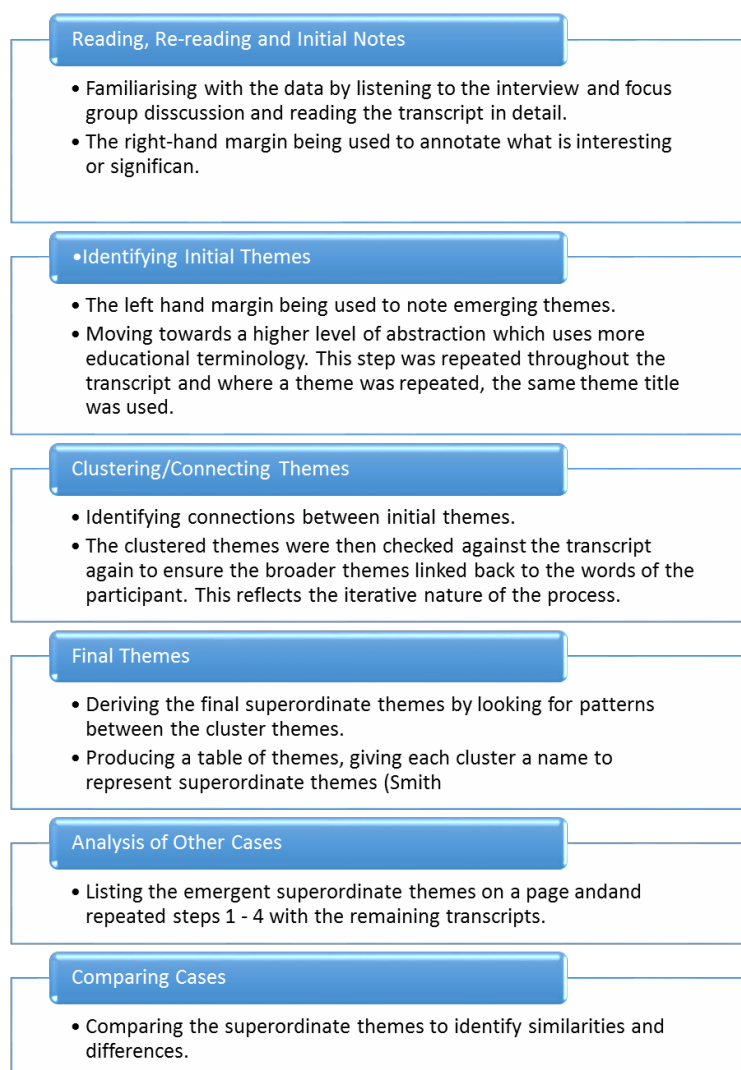 Reading, Re-reading and Initial Notes
• Familiarising with the data by listening to the interview and focus
group disscussion and reading the transcript in detail.
• The right-hand margin being used to annotate what is interesting
or significan.
•Identifying Initial Themes
• The left hand margin being used to note emerging themes.
• Moving towards a higher level of abstraction which uses more
educational terminology. This step was repeated throughout the
transcript and where a theme was repeated, the same theme title
was used.
Clustering/Connecting Themes
• Identifying connections between initial themes.
• The clustered themes were then checked against the transcript
again to ensure the broader themes linked back to the words of the
participant. This reflects the iterative nature of the process.
Final Themes
• Deriving the final superordinate themes by looking for patterns
between the cluster themes.
• Producing a table of themes, giving each cluster a name to
represent superordinate themes (Smith
Analysis of Other Cases
• Listing the emergent superordinate themes on a page andand
repeated steps 1 - 4 with the remaining transcripts.
Comparing Cases
• Comparing the superordinate themes to identify similarities and
differences.